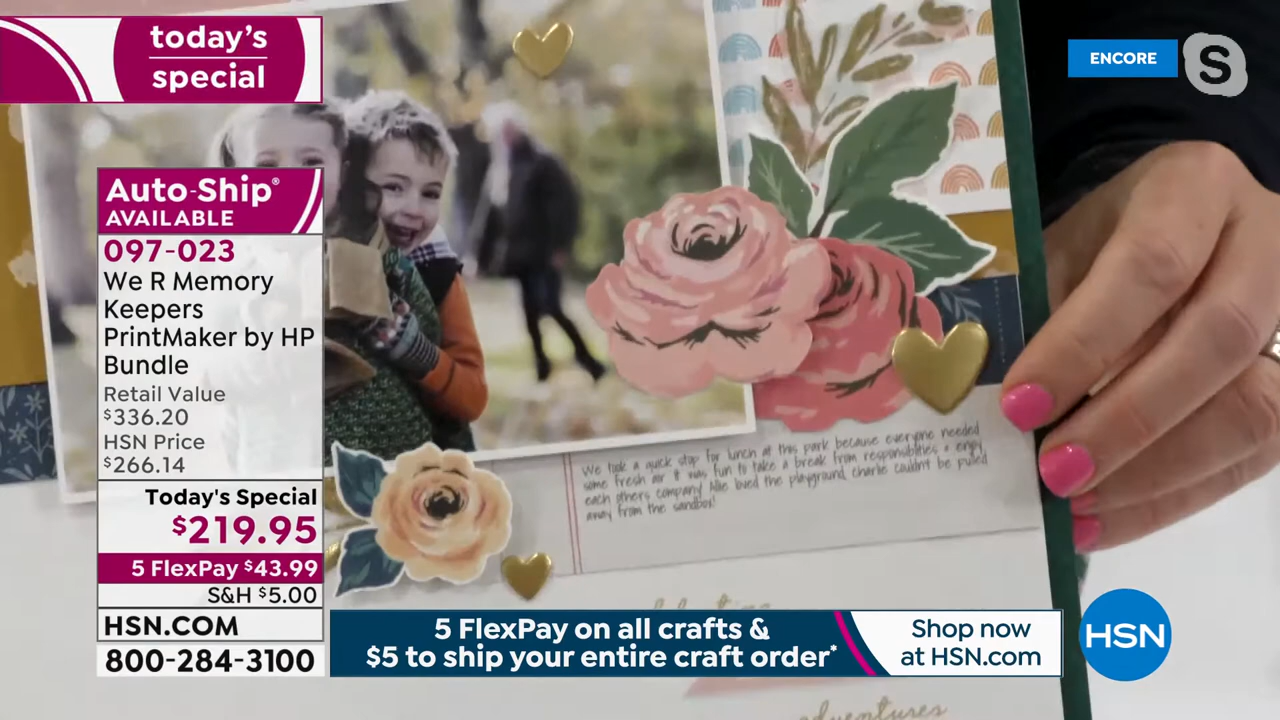 today's
special
ENCORE
S
Auto-Ship®
AVAILABLE
097-023
We R Memory
Keepers
PrintMaker by HP
Bundle
Retail Value
$336.20
HSN Price
$266.14
Today's Special
$219.95
5 FlexPay $43.99
S&H $5.00
HSN.COM
800-284-3100
We took a quick stop for lunch at this park because everyone needed
some fresh air it was fun to take a break from responsibilities + enjoy
each others company! Allie loved the playground, charlie couldn't be pulled
away from the sandbox!
adventures
5 FlexPay on all crafts &
$5 to ship your entire craft order*
Shop now
at HSN.com
HSN